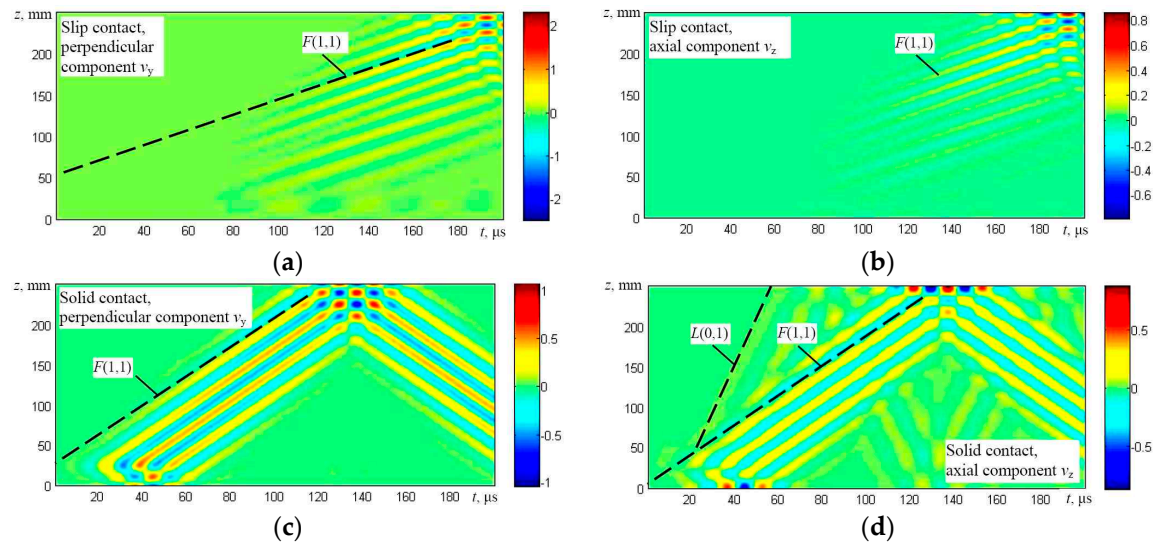 z, mm
Slip contact,
perpendicular
component vy
F(1,1)
250
200
150
100
50
0
20 40 60 80 100 120 140 160 180 t, μs
2
1
0
-1
-2
(a)
z, mm
Slip contact,
axial component vz
F(1,1)
250
200
150
100
50
0
20 40 60 80 100 120 140 160 180 t, μs
0.8
0.6
0.4
0.2
0
-0.2
-0.4
-0.6
(b)
z, mm
Solid contact,
perpendicular component vy
F(1,1)
200
150
100
50
0
20 40 60 80 100 120 140 160 180 t, μs
1
0.5
0
-0.5
-1
(c)
z, mm
L(0,1)
F(1,1)
Solid contact,
axial component vz
200
150
100
50
0
20 40 60 80 100 120 140 160 180 t, μs
0.5
0
-0.5
(d)